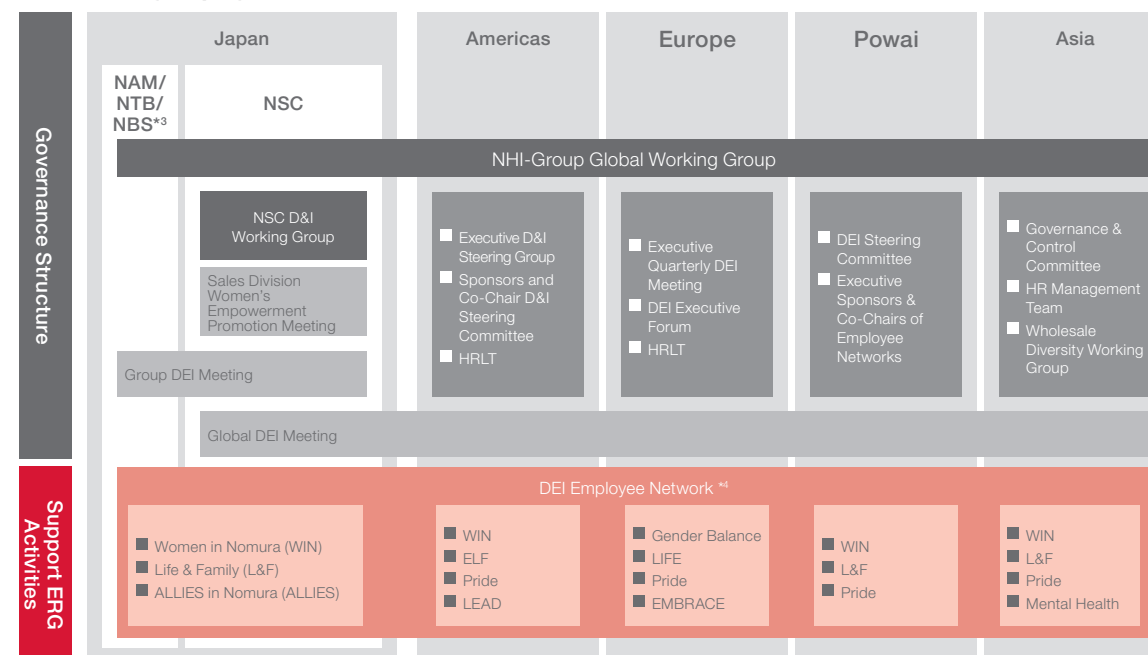 Japan
Americas
Europe
Powai
Asia
NAM/
NTB/
NBS*3
NSC
Governance Structure
NHI-Group Global Working Group
NSC D&I
Working Group
Sales Division
Women's
Empowerment
Promotion Meeting
Group DEI Meeting
Executive D&I
Steering Group
Sponsors and
Co-Chair D&I
Steering
Committee
HRLT
Executive
Quarterly DEI
Meeting
DEI Executive
Forum
HRLT
DEI Steering
Committee
Executive
Sponsors &
Co-Chairs of
Employee
Networks
Governance &
Control
Committee
HR Management
Team
Wholesale
Diversity Working
Group
Global DEI Meeting
Support ERG
Activities
DEI Employee Network *4
Women in Nomura (WIN)
Life & Family (L&F)
ALLIES in Nomura (ALLIES)
WIN
ELF
Pride
LEAD
Gender Balance
LIFE
Pride
EMBRACE
WIN
L&F
Pride
WIN
L&F
Pride
Mental Health